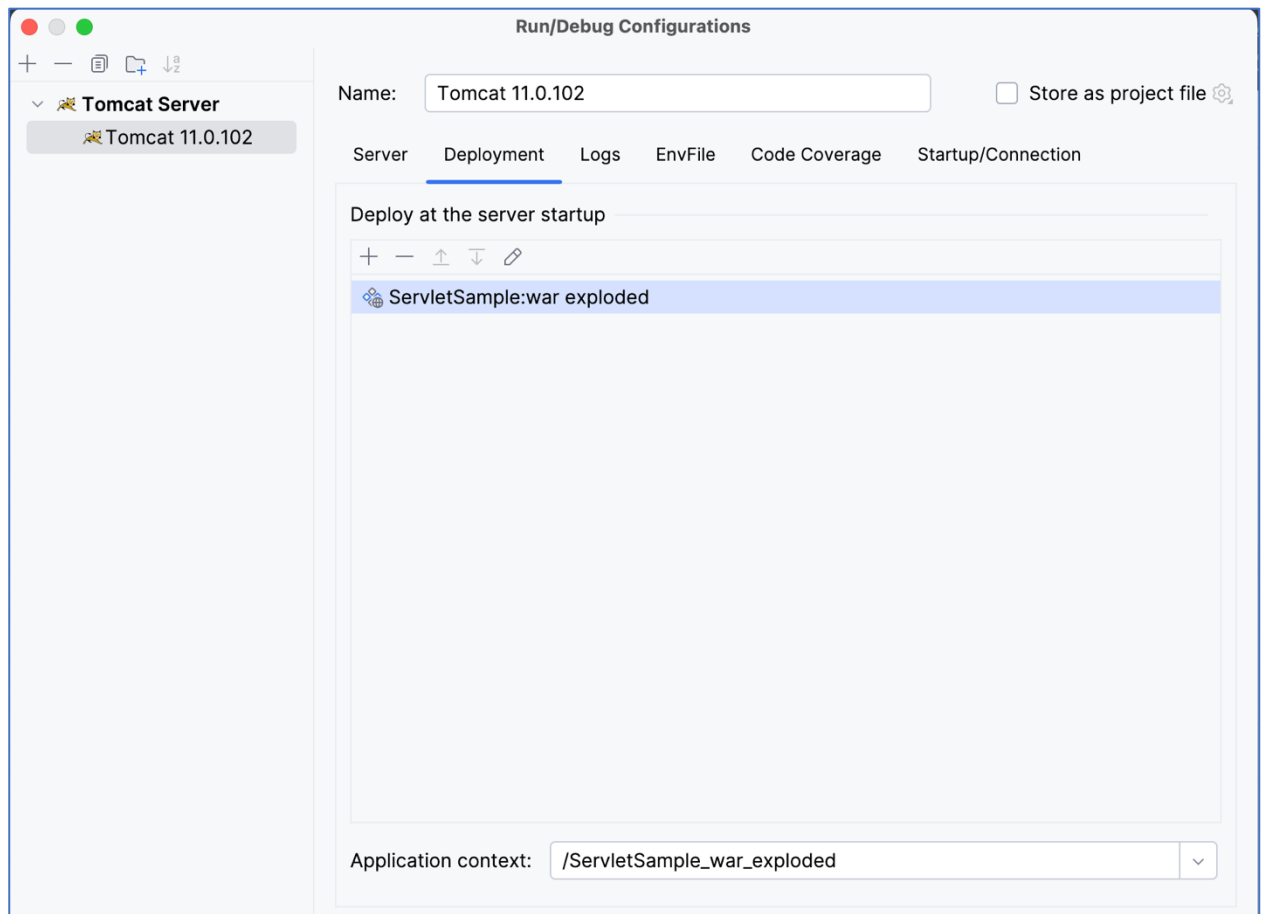 Run/Debug Configurations
Tomcat Server
Tomcat 11.0.102
Name: Tomcat 11.0.102 Store as project file
Server Deployment Logs EnvFile Code Coverage Startup/Connection
Deploy at the server startup
ServletSample:war exploded
Application context: /ServletSample_war_exploded